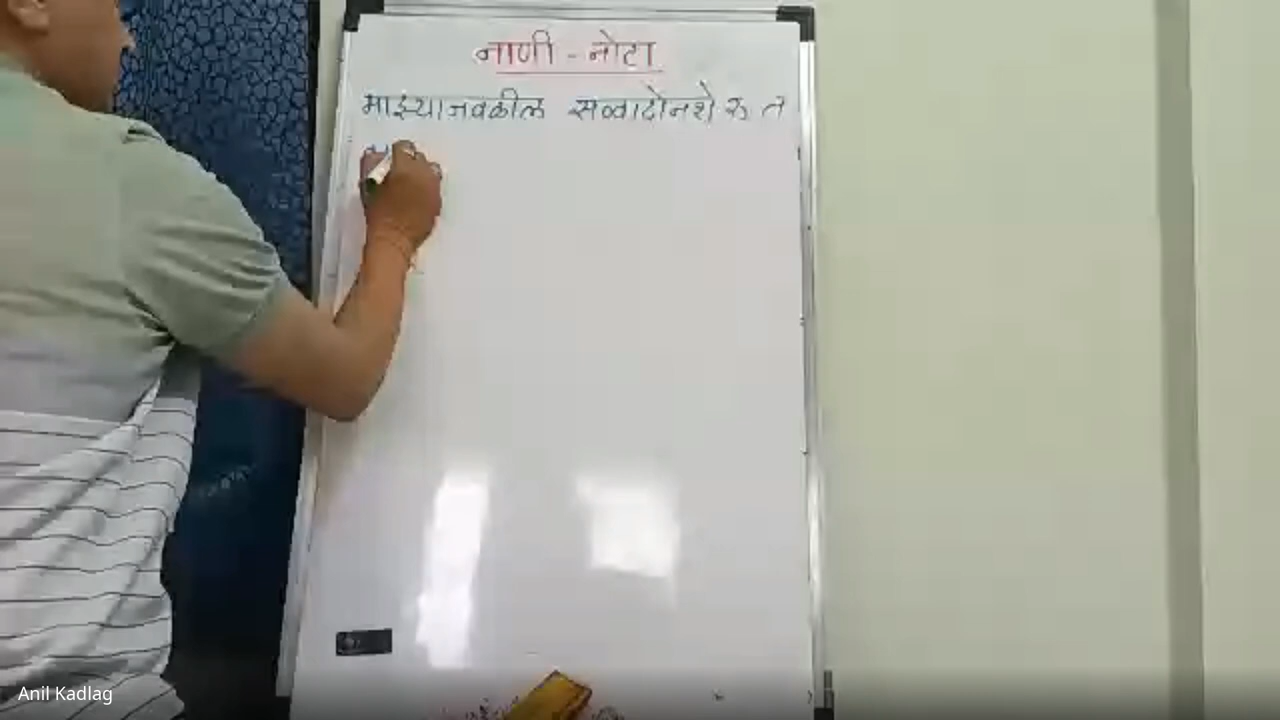 नाणी - नोटा
माझ्याजवळील सव्वादोनशे रु त
Anil Kadlag